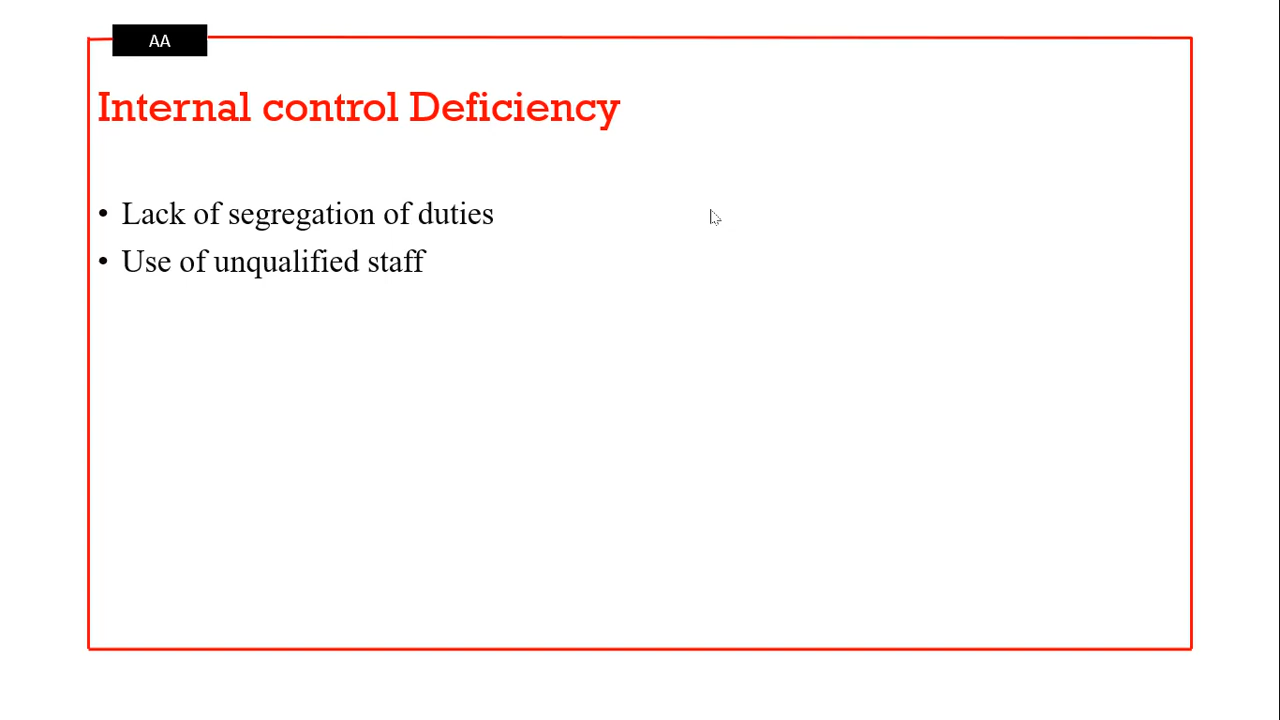 AA
Internal control Deficiency
• Lack of segregation of duties
• Use of unqualified staff